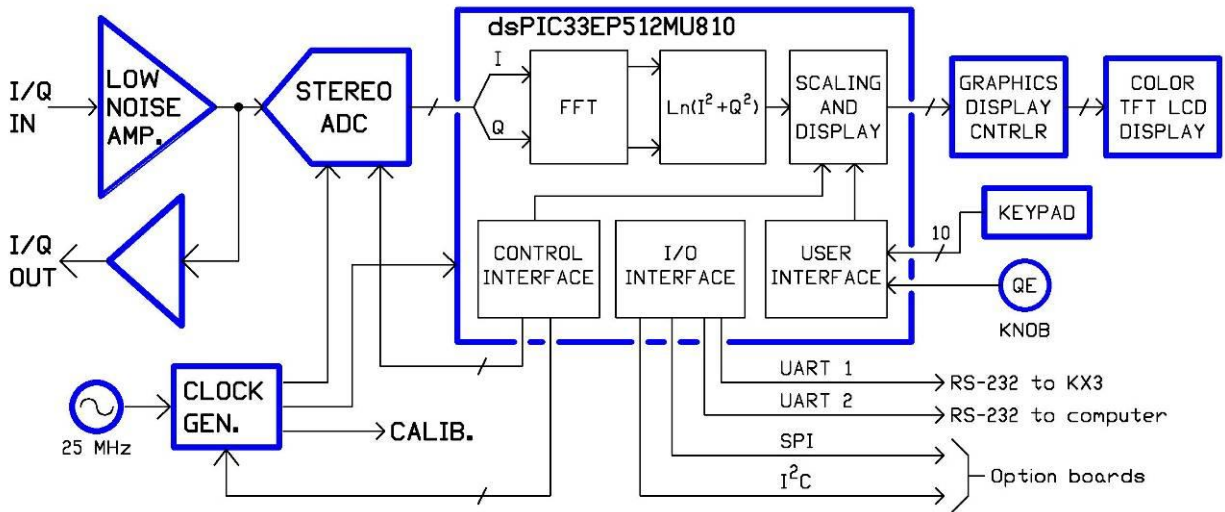 dsPIC33EP512MU810
I/Q
IN
LOW
NOISE
AMP.
STEREO
ADC
I
Q
FFT
Ln(I²+Q²)
SCALING
AND
DISPLAY
GRAPHICS
DISPLAY
CNTRLR
COLOR
TFT LCD
DISPLAY
I/Q
OUT
CONTROL
INTERFACE
I/O
INTERFACE
USER
INTERFACE
10
KEYPAD
QE
KNOB
25 MHz
CLOCK
GEN.
CALIB.
UART 1
RS-232 to KX3
UART 2
RS-232 to computer
SPI
I²C
Option boards